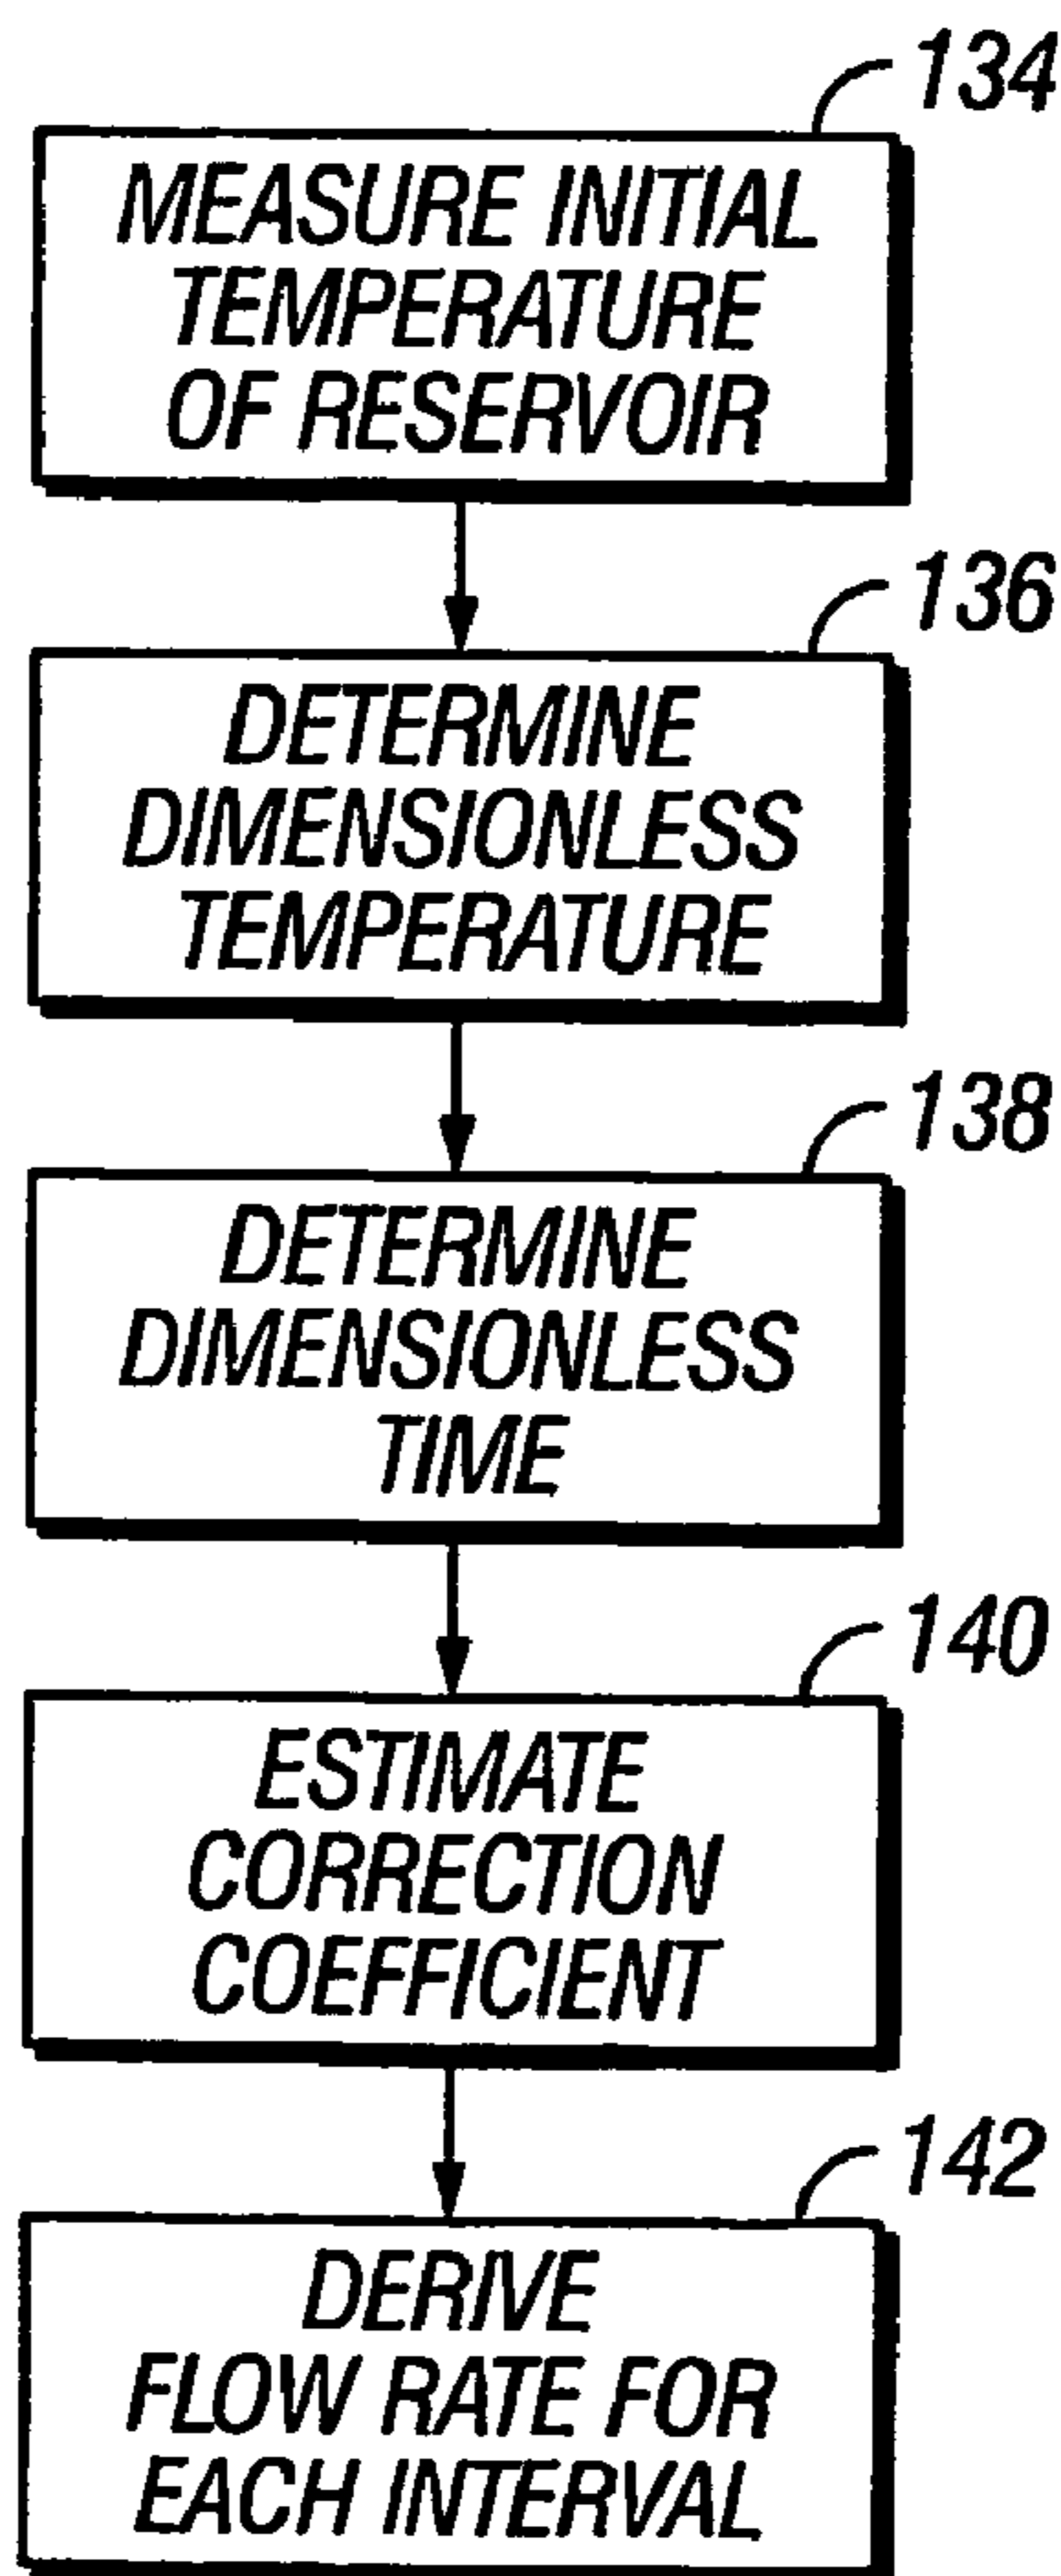 134
MEASURE INITIAL
TEMPERATURE
OF RESERVOIR
136
DETERMINE
DIMENSIONLESS
TEMPERATURE
138
DETERMINE
DIMENSIONLESS
TIME
140
ESTIMATE
CORRECTION
COEFFICIENT
142
DERIVE
FLOW RATE FOR
EACH INTERVAL